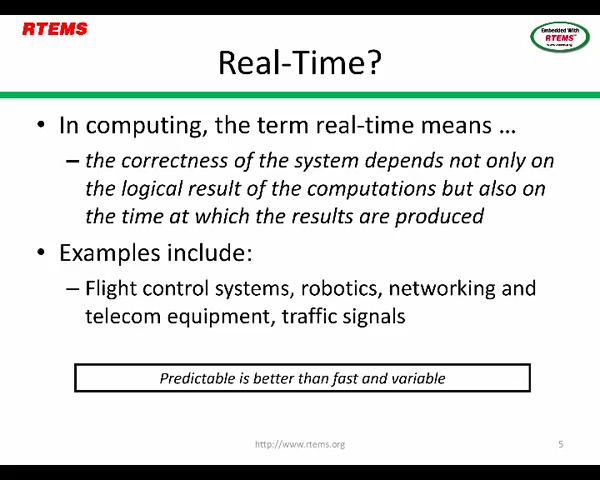 RTEMS
Embedded With
RTEMS
www.rtems.org
Real-Time?
• In computing, the term real-time means …
– the correctness of the system depends not only on
the logical result of the computations but also on
the time at which the results are produced
• Examples include:
– Flight control systems, robotics, networking and
telecom equipment, traffic signals
Predictable is better than fast and variable
http://www.rtems.org
5